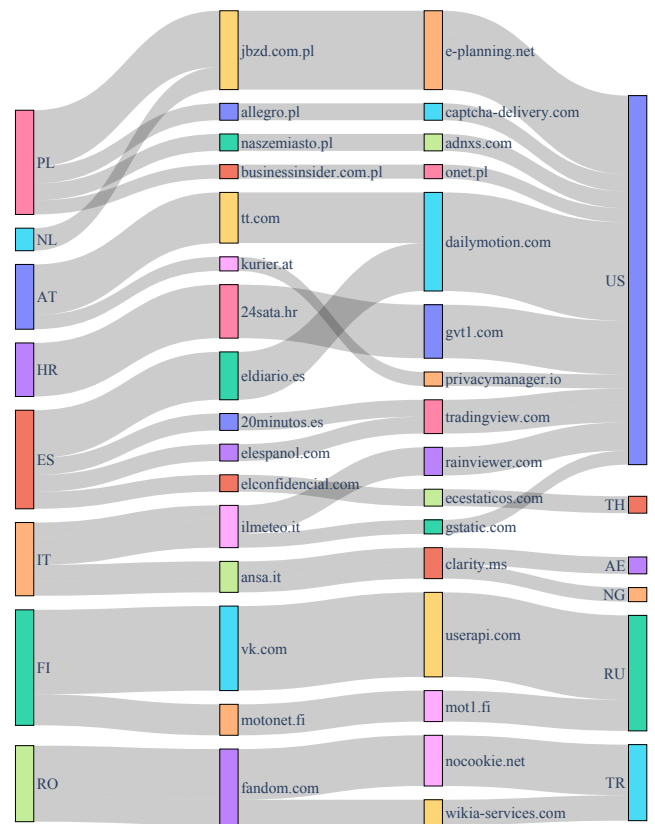 PL
NL
AT
HR
ES
IT
FI
RO
jbzd.com.pl
allegro.pl
naszemiasto.pl
businessinsider.com.pl
tt.com
kurier.at
24sata.hr
eldiario.es
20minutos.es
elespanol.com
elconfidencial.com
ilmeteo.it
ansa.it
vk.com
motonet.fi
fandom.com
e-planning.net
captcha-delivery.com
adnxs.com
onet.pl
dailymotion.com
gvt1.com
privacymanager.io
tradingview.com
rainviewer.com
ecestaticos.com
gstatic.com
clarity.ms
userapi.com
mot1.fi
nocookie.net
wikia-services.com
US
TH
AE
NG
RU
TR